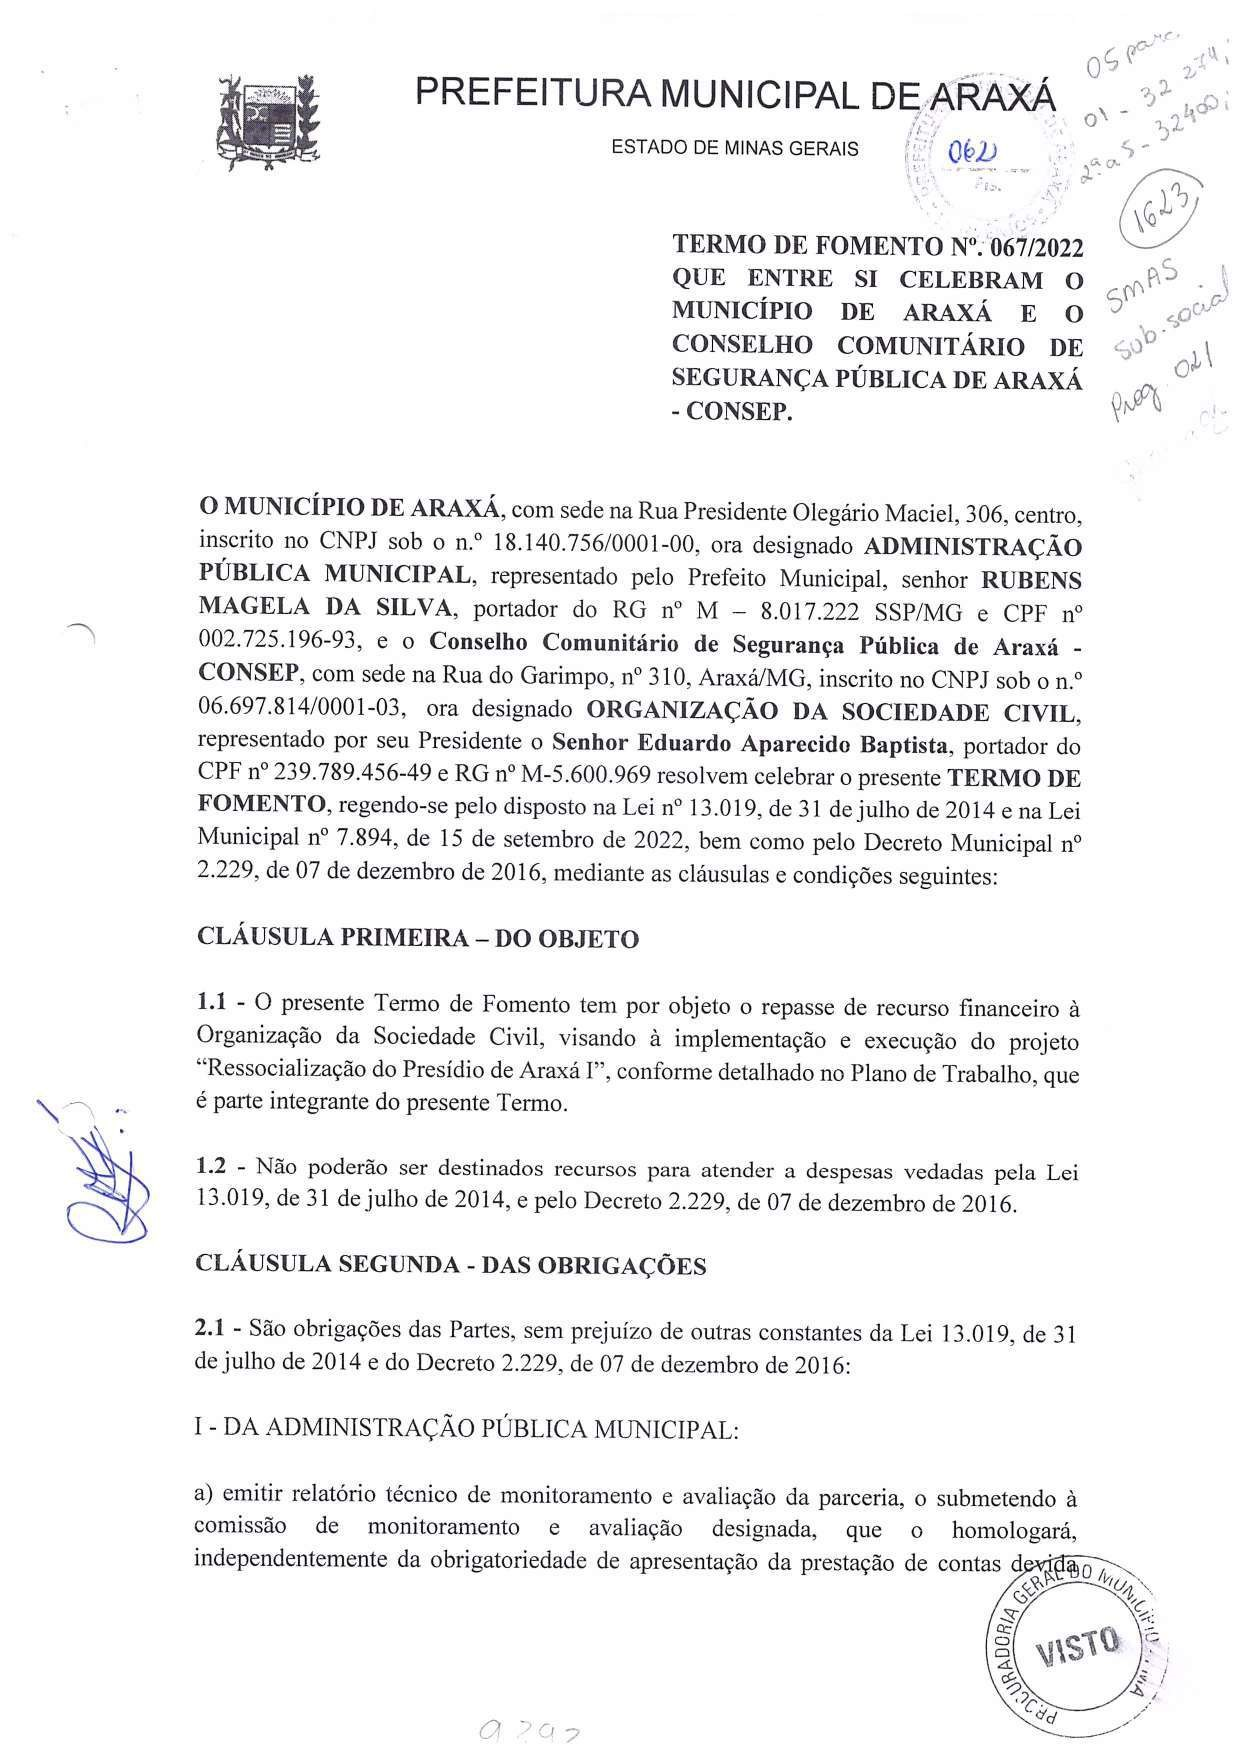 PREFEITURA MUNICIPAL DE ARAXÁ
ESTADO DE MINAS GERAIS
062
05 parc.
01 - 32 274,
2ª a 5 - 32400,
1623
SMAS
Sub. social
Prog. 021
TERMO DE FOMENTO Nº. 067/2022
QUE ENTRE SI CELEBRAM O
MUNICÍPIO DE ARAXÁ E O
CONSELHO COMUNITÁRIO DE
SEGURANÇA PÚBLICA DE ARAXÁ
- CONSEP.
O MUNICÍPIO DE ARAXÁ, com sede na Rua Presidente Olegário Maciel, 306, centro,
inscrito no CNPJ sob o n.º 18.140.756/0001-00, ora designado ADMINISTRAÇÃO
PÚBLICA MUNICIPAL, representado pelo Prefeito Municipal, senhor RUBENS
MAGELA DA SILVA, portador do RG nº M – 8.017.222 SSP/MG e CPF nº
002.725.196-93, e o Conselho Comunitário de Segurança Pública de Araxá -
CONSEP, com sede na Rua do Garimpo, nº 310, Araxá/MG, inscrito no CNPJ sob o n.º
06.697.814/0001-03, ora designado ORGANIZAÇÃO DA SOCIEDADE CIVIL,
representado por seu Presidente o Senhor Eduardo Aparecido Baptista, portador do
CPF nº 239.789.456-49 e RG nº M-5.600.969 resolvem celebrar o presente TERMO DE
FOMENTO, regendo-se pelo disposto na Lei nº 13.019, de 31 de julho de 2014 e na Lei
Municipal nº 7.894, de 15 de setembro de 2022, bem como pelo Decreto Municipal nº
2.229, de 07 de dezembro de 2016, mediante as cláusulas e condições seguintes:
CLÁUSULA PRIMEIRA – DO OBJETO
1.1 - O presente Termo de Fomento tem por objeto o repasse de recurso financeiro à
Organização da Sociedade Civil, visando à implementação e execução do projeto
“Ressocialização do Presídio de Araxá I”, conforme detalhado no Plano de Trabalho, que
é parte integrante do presente Termo.
1.2 - Não poderão ser destinados recursos para atender a despesas vedadas pela Lei
13.019, de 31 de julho de 2014, e pelo Decreto 2.229, de 07 de dezembro de 2016.
CLÁUSULA SEGUNDA - DAS OBRIGAÇÕES
2.1 - São obrigações das Partes, sem prejuízo de outras constantes da Lei 13.019, de 31
de julho de 2014 e do Decreto 2.229, de 07 de dezembro de 2016:
I - DA ADMINISTRAÇÃO PÚBLICA MUNICIPAL:
a) emitir relatório técnico de monitoramento e avaliação da parceria, o submetendo à
comissão de monitoramento e avaliação designada, que o homologará,
independentemente da obrigatoriedade de apresentação da prestação de contas devida
PROCURADORIA GERAL DO MUNICÍPIO
VISTO